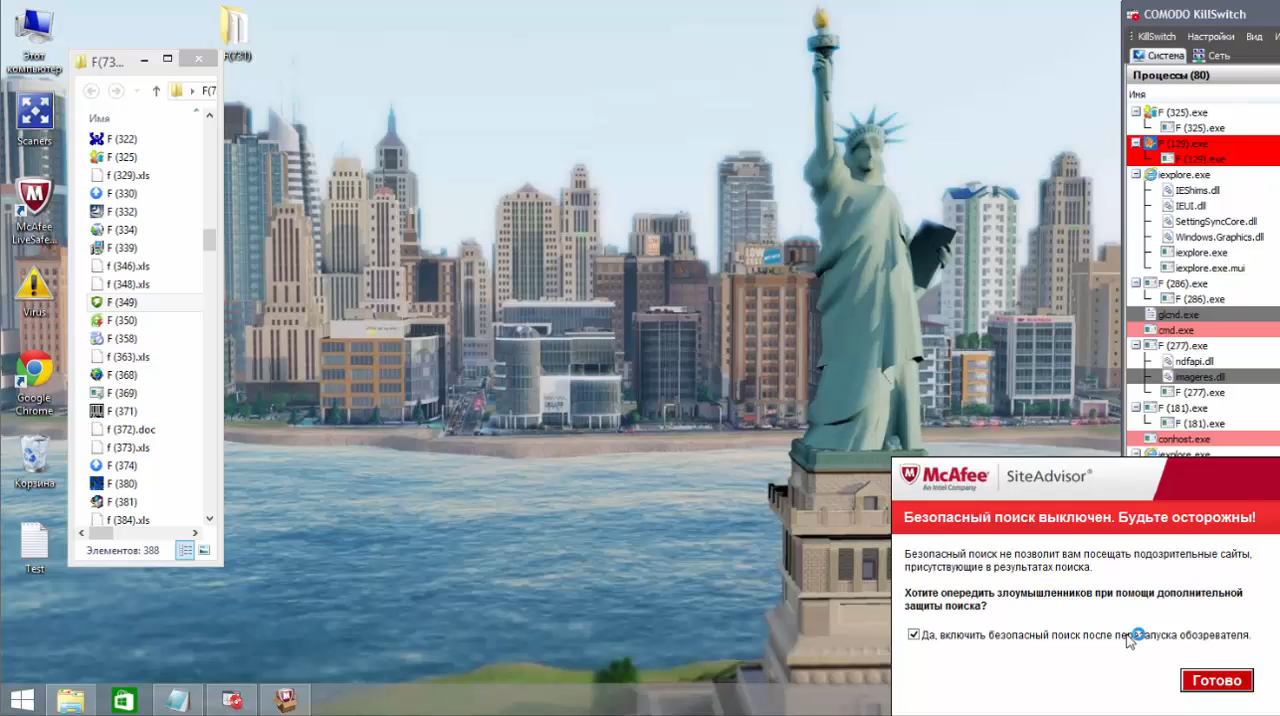 Этот компьютер
Scaners
McAfee LiveSafe...
Virus
Google Chrome
Корзина
Test
F(731)
F(73...
F(7
Имя
F (322)
F (325)
f (329).xls
F (330)
F (332)
F (334)
F (339)
f (346).xls
f (348).xls
F (349)
F (350)
F (358)
f (363).xls
F (368)
F (369)
F (371)
f (372).doc
f (373).xls
F (374)
F (380)
F (381)
f (384).xls
Элементов: 388
COMODO KillSwitch
KillSwitch Настройки Вид
Система Сеть
Процессы (80)
Имя
F (325).exe
F (325).exe
F (129).exe
F (129).exe
iexplore.exe
IEShims.dll
IEUI.dll
SettingSyncCore.dll
Windows.Graphics.dll
iexplore.exe
iexplore.exe.mui
F (286).exe
F (286).exe
glcnd.exe
cmd.exe
F (277).exe
ndfapi.dll
imageres.dll
F (277).exe
F (181).exe
F (181).exe
conhost.exe
iexplore.exe
McAfee SiteAdvisor®
An Intel Company
Безопасный поиск выключен. Будьте осторожны!
Безопасный поиск не позволит вам посещать подозрительные сайты,
присутствующие в результатах поиска.
Хотите опередить злоумышленников при помощи дополнительной
защиты поиска?
Да, включить безопасный поиск после перезапуска обозревателя.
Готово